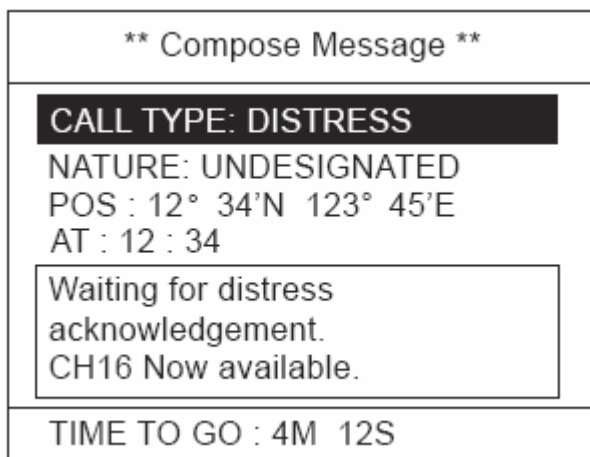 ** Compose Message **
CALL TYPE: DISTRESS
NATURE: UNDESIGNATED
POS : 12° 34’N 123° 45’E
AT : 12 : 34
Waiting for distress
acknowledgement.
CH16 Now available.
TIME TO GO : 4M 12S